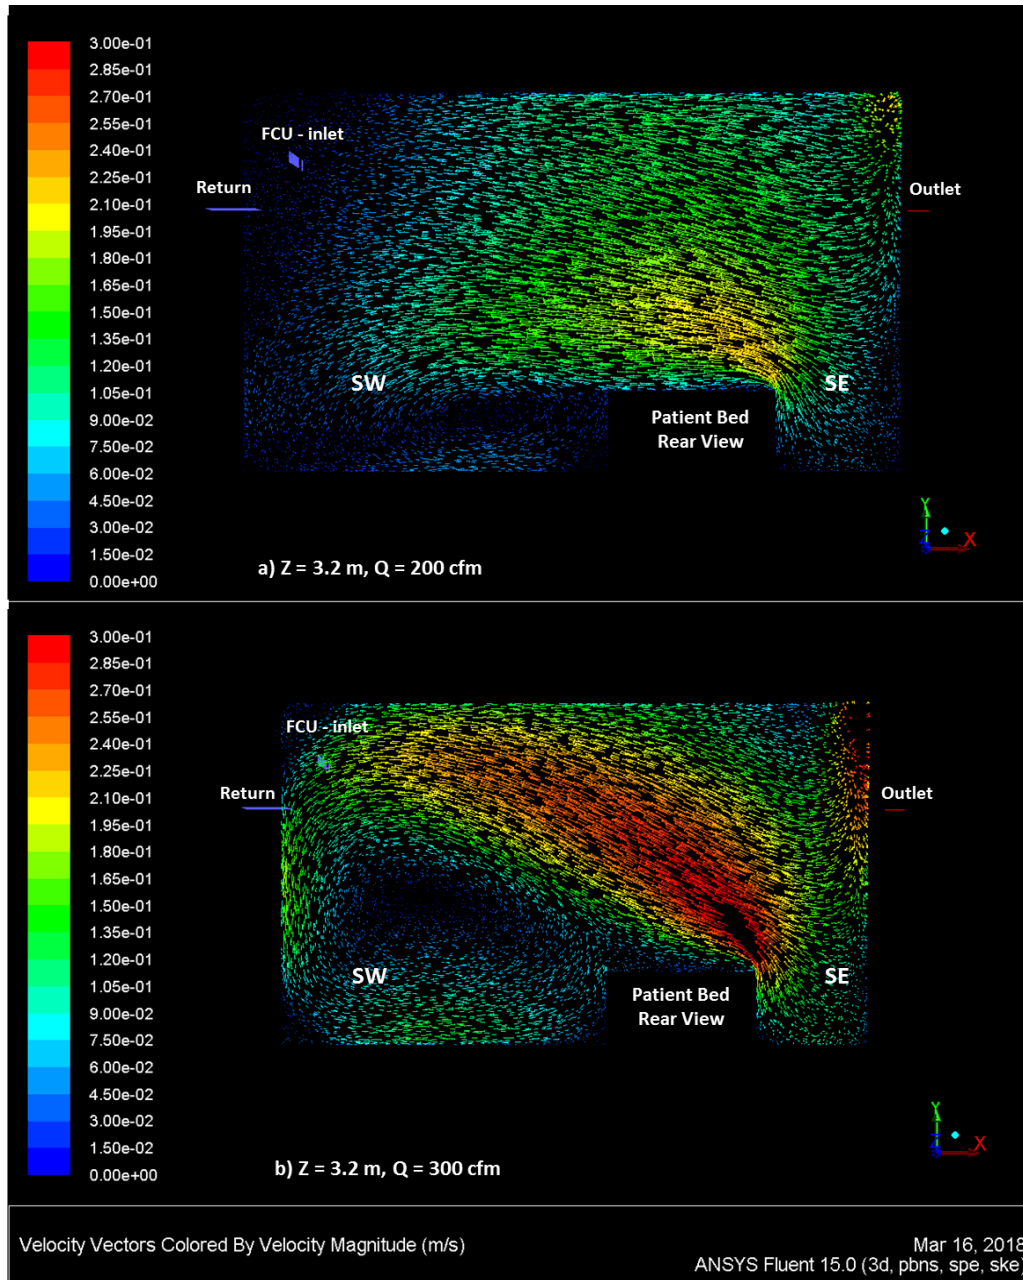 3.00e-01
2.85e-01
2.70e-01
2.55e-01
2.40e-01
2.25e-01
2.10e-01
1.95e-01
1.80e-01
1.65e-01
1.50e-01
1.35e-01
1.20e-01
1.05e-01
9.00e-02
7.50e-02
6.00e-02
4.50e-02
3.00e-02
1.50e-02
0.00e+00
FCU - inlet
Return
Outlet
SW
SE
Patient Bed
Rear View
Y
X
Z
a) Z = 3.2 m, Q = 200 cfm
3.00e-01
2.85e-01
2.70e-01
2.55e-01
2.40e-01
2.25e-01
2.10e-01
1.95e-01
1.80e-01
1.65e-01
1.50e-01
1.35e-01
1.20e-01
1.05e-01
9.00e-02
7.50e-02
6.00e-02
4.50e-02
3.00e-02
1.50e-02
0.00e+00
FCU - inlet
Return
Outlet
SW
SE
Patient Bed
Rear View
Y
X
Z
b) Z = 3.2 m, Q = 300 cfm
Velocity Vectors Colored By Velocity Magnitude (m/s)
Mar 16, 2018
ANSYS Fluent 15.0 (3d, pbns, spe, ske)